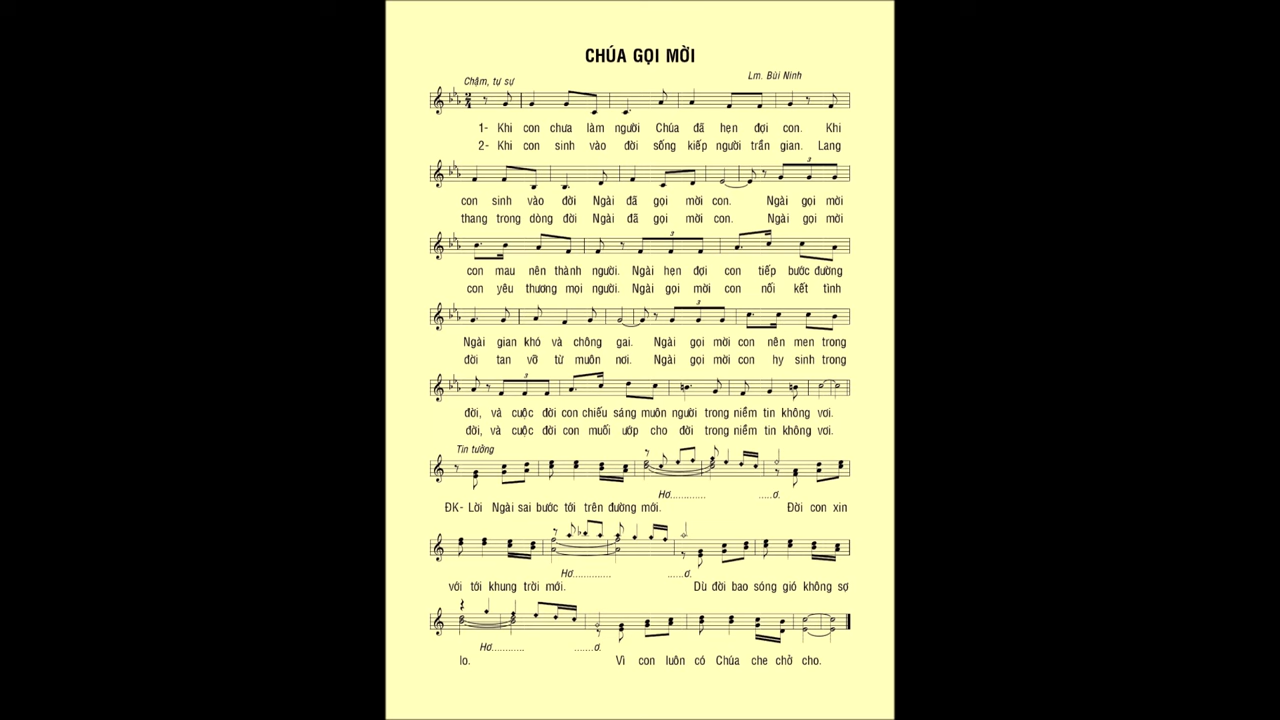 CHÚA GỌI MỜI
Chậm, tự sự
Lm. Bùi Ninh
1- Khi con chưa làm người Chúa đã hẹn đợi con. Khi
2- Khi con sinh vào đời sống kiếp người trần gian. Lang
3
con sinh vào đời Ngài đã gọi mời con. Ngài gọi mời
thang trong dòng đời Ngài đã gọi mời con. Ngài gọi mời
3
con mau nên thành người. Ngài hẹn đợi con tiếp bước đường
con yêu thương mọi người. Ngài gọi mời con nối kết tình
3
Ngài gian khó và chông gai. Ngài gọi mời con nên men trong
đời tan vỡ từ muôn nơi. Ngài gọi mời con hy sinh trong
3
đời, và cuộc đời con chiếu sáng muôn người trong niềm tin không vơi.
đời, và cuộc đời con muối ướp cho đời trong niềm tin không vơi.
Tin tưởng
Hơ............ .....ơ.
ĐK- Lời Ngài sai bước tới trên đường mới. Đời con xin
Hơ............. ......ơ.
với tới khung trời mới. Dù đời bao sóng gió không sợ
Hơ........... .......ơ.
lo. Vì con luôn có Chúa che chở cho.